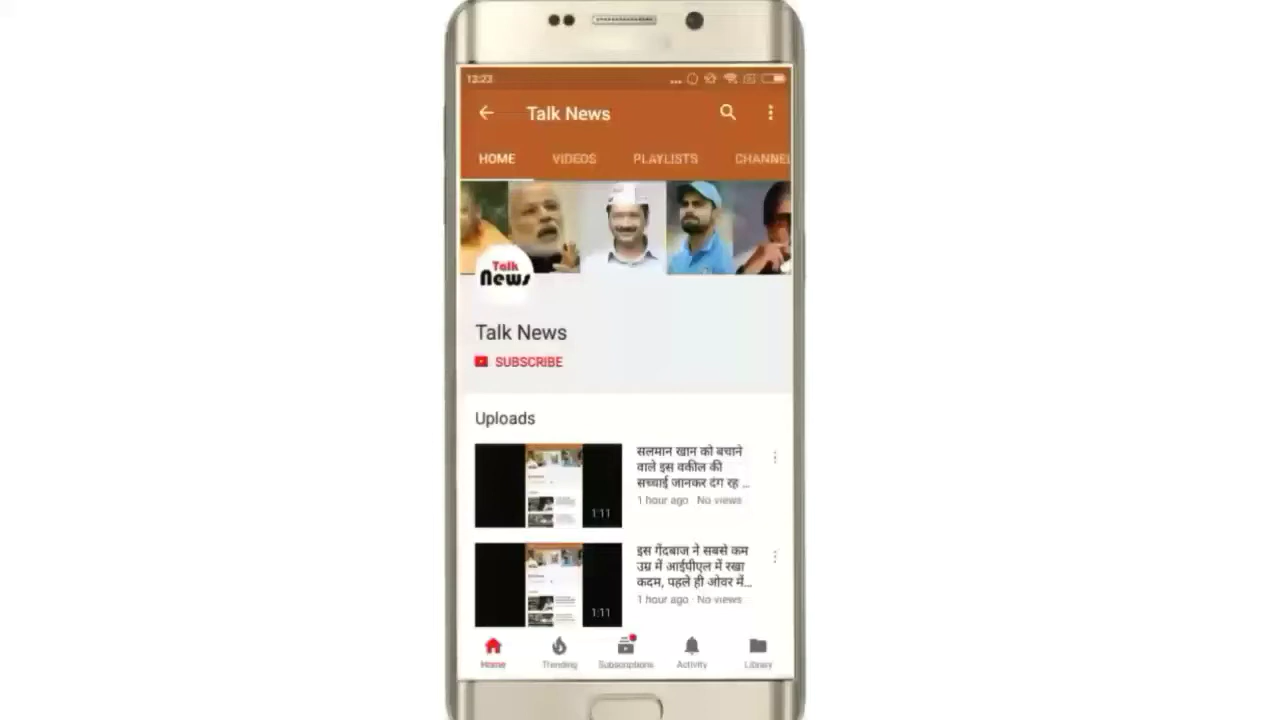 13:23
Talk News
HOME VIDEOS PLAYLISTS CHANNEL
Talk
News
Talk News
SUBSCRIBE
Uploads
सलमान खान को बचाने
वाले इस वकील की
सच्चाई जानकर दंग रह ...
1 hour ago · No views
1:11
इस गेंदबाज ने सबसे कम
उम्र में आईपीएल में रखा
कदम, पहले ही ओवर में...
1 hour ago · No views
1:11
Home Trending Subscriptions Activity Library